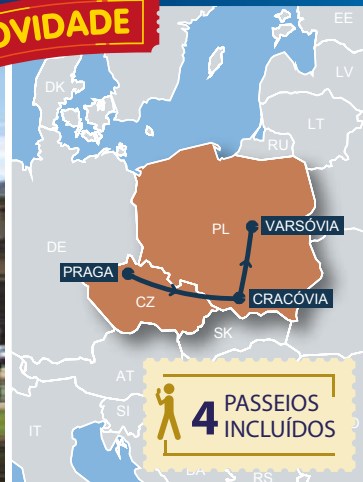 OVIDADE
EE
LV
DK
LT
RU
DE
PL
VARSÓVIA
PRAGA
CZ
CRACÓVIA
SK
AT
SI
IT
4 PASSEIOS
INCLUÍDOS
BA
RS